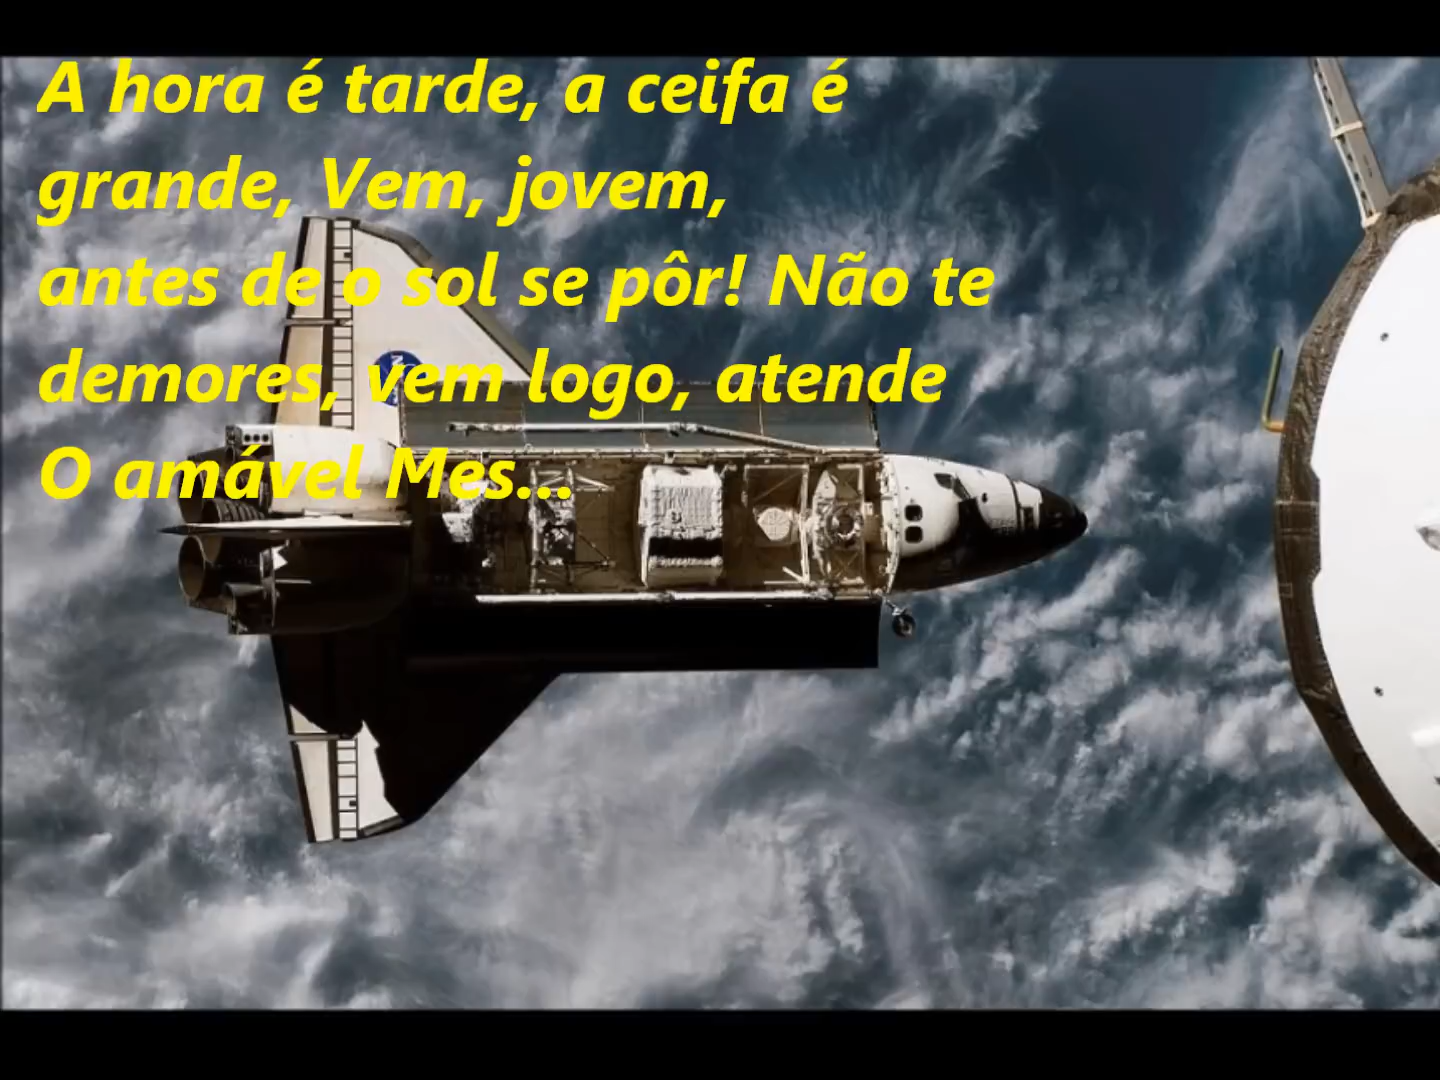 A hora é tarde, a ceifa é
grande, Vem, jovem,
antes de o sol se pôr! Não te
demores, vem logo, atende
O amável Mes...